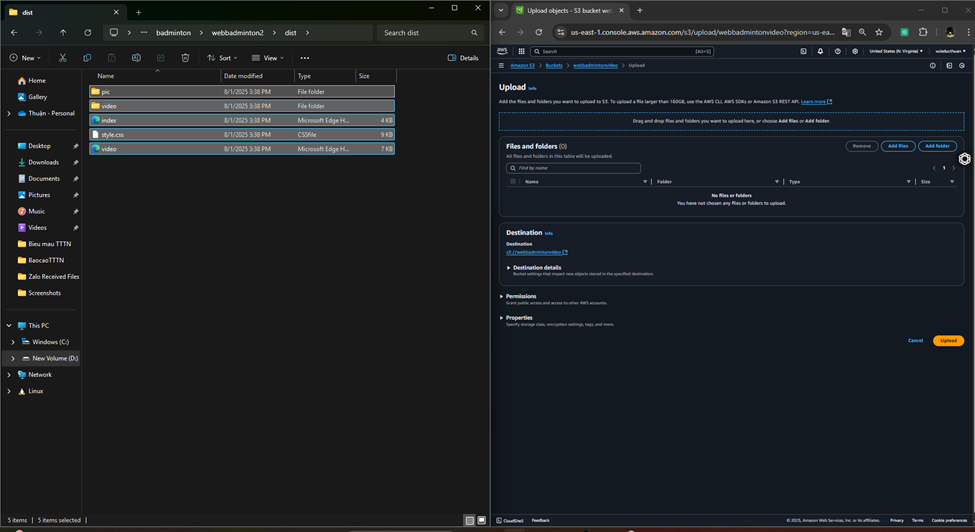 dist
badminton > webbadminton2 > dist >
Search dist
New
Sort
View
Details
Name Date modified Type Size
pic 8/1/2025 3:38 PM File folder
video 8/1/2025 3:38 PM File folder
index 8/1/2025 3:38 PM Microsoft Edge H... 4 KB
style.css 8/1/2025 3:38 PM CSSfile 9 KB
video 8/1/2025 3:38 PM Microsoft Edge H... 7 KB
Home
Gallery
Thuận - Personal
Desktop
Downloads
Documents
Pictures
Music
Videos
Bieu mau TTTN
BaocaoTTTN
Zalo Received Files
Screenshots
This PC
Windows (C:)
New Volume (D:)
Network
Linux
5 items 5 items selected
Upload objects - S3 bucket web
us-east-1.console.aws.amazon.com/s3/upload/webbadmintonvideo?region=us-ea...
aws
Search [Alt+S]
United States (N. Virginia)
Amazon S3 > Buckets > webbadmintonvideo > Upload
Upload Info
Add the files and folders you want to upload to S3. To upload a file larger than 160GB, use the AWS CLI, AWS SDKs or Amazon S3 REST API. Learn more
Drag and drop files and folders you want to upload here, or choose Add files or Add folder.
Files and folders (0)
Remove Add files Add folder
All files and folders in this table will be uploaded.
Find by name
1
Name Folder Type Size
No files or folders
You have not chosen any files or folders to upload.
Destination Info
Destination
s3://webbadmintonvideo
Destination details
Bucket settings that impact new objects stored in the specified destination.
Permissions
Grant public access and access to other AWS accounts.
Properties
Specify storage class, encryption settings, tags, and more.
Cancel Upload
CloudShell Feedback
© 2025, Amazon Web Services, Inc. or its affiliates. Privacy Terms Cookie preferences